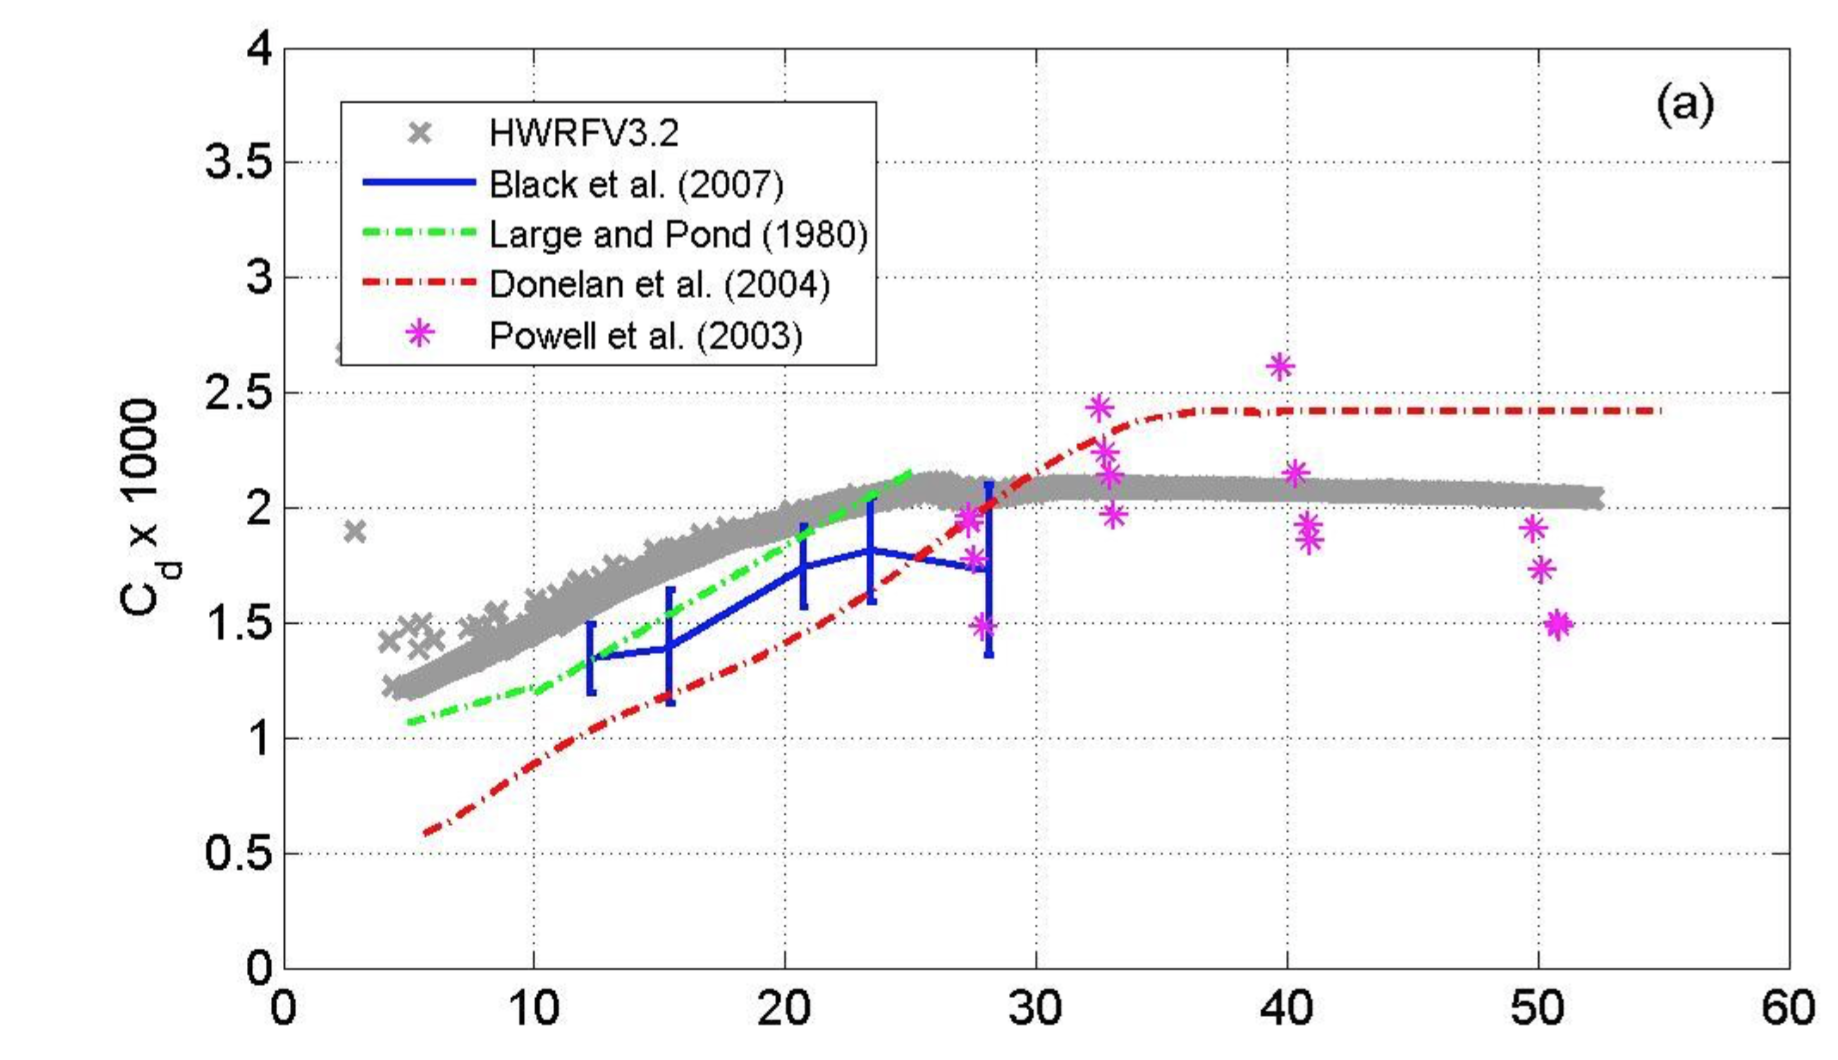 4
3.5
3
2.5
2
1.5
1
0.5
0
C_d x 1000
(a)
HWRFV3.2
Black et al. (2007)
Large and Pond (1980)
Donelan et al. (2004)
Powell et al. (2003)
0 10 20 30 40 50 60